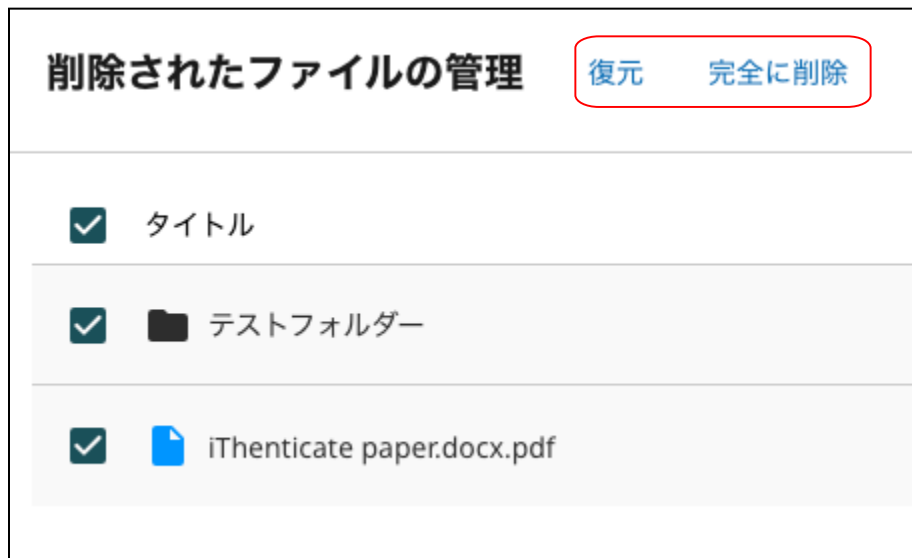 削除されたファイルの管理 復元 完全に削除
タイトル
テストフォルダー
iThenticate paper.docx.pdf